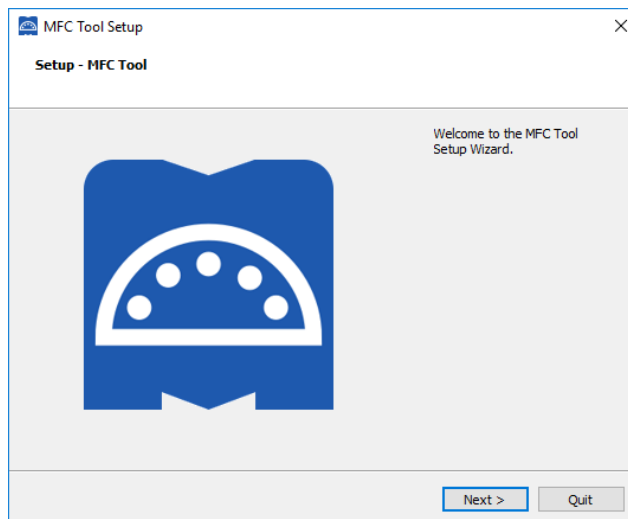 MFC Tool Setup
Setup - MFC Tool
Welcome to the MFC Tool
Setup Wizard.
Next >
Quit